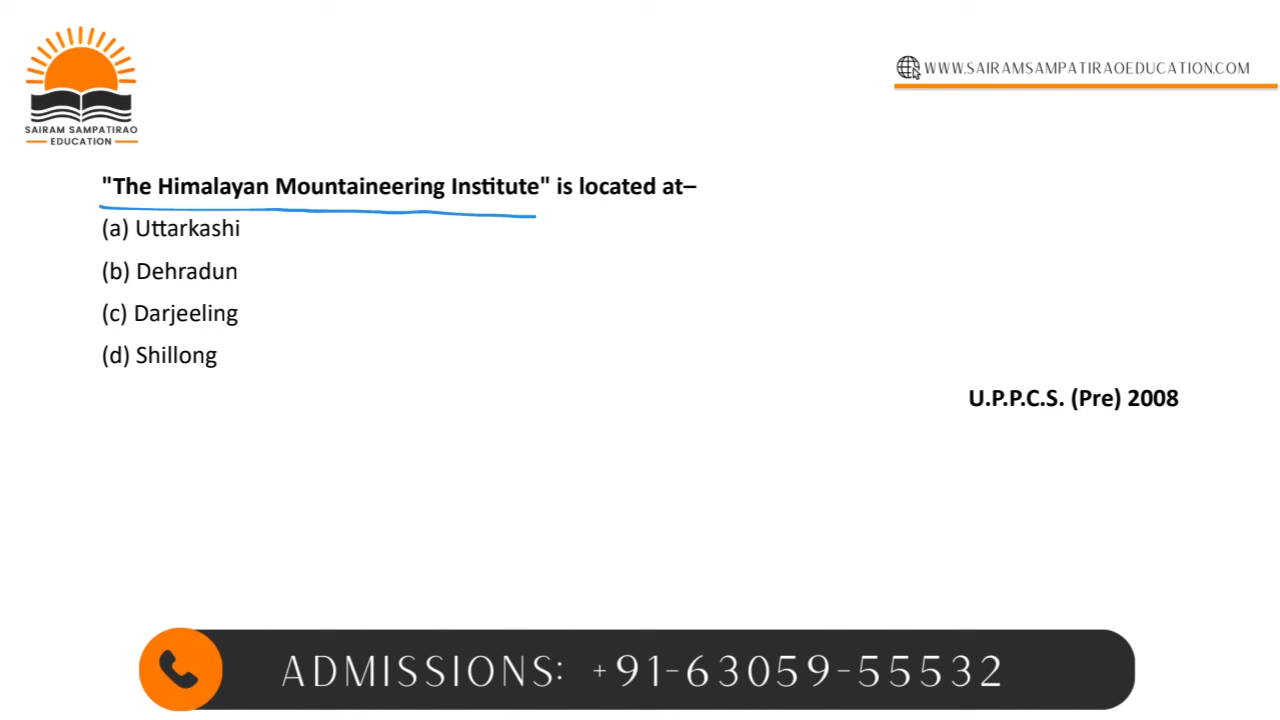 SAIRAM SAMPATIRAO
EDUCATION
WWW.SAIRAMSAMPATIRAOEDUCATION.COM
"The Himalayan Mountaineering Institute" is located at–
(a) Uttarkashi
(b) Dehradun
(c) Darjeeling
(d) Shillong
U.P.P.C.S. (Pre) 2008
ADMISSIONS: +91-63059-55532